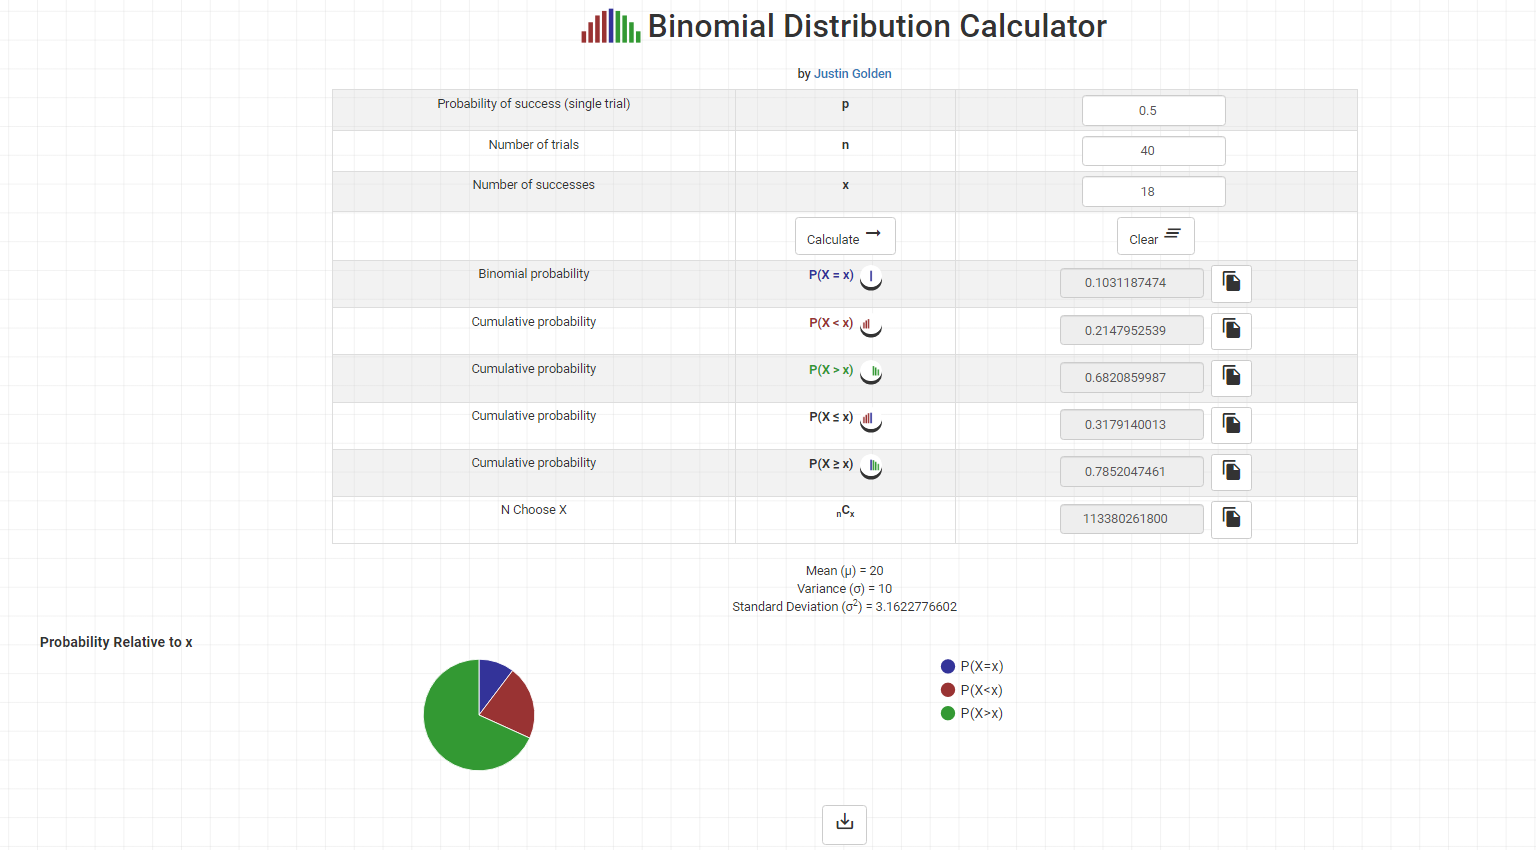 Binomial Distribution Calculator
by Justin Golden
Probability of success (single trial) p 0.5
Number of trials n 40
Number of successes x 18
Calculate Clear
Binomial probability P(X = x) 0.1031187474
Cumulative probability P(X < x) 0.2147952539
Cumulative probability P(X > x) 0.6820859987
Cumulative probability P(X ≤ x) 0.3179140013
Cumulative probability P(X ≥ x) 0.7852047461
N Choose X nCx 113380261800
Mean (μ) = 20
Variance (σ) = 10
Standard Deviation (σ²) = 3.1622776602
Probability Relative to x
P(X=x)
P(X<x)
P(X>x)